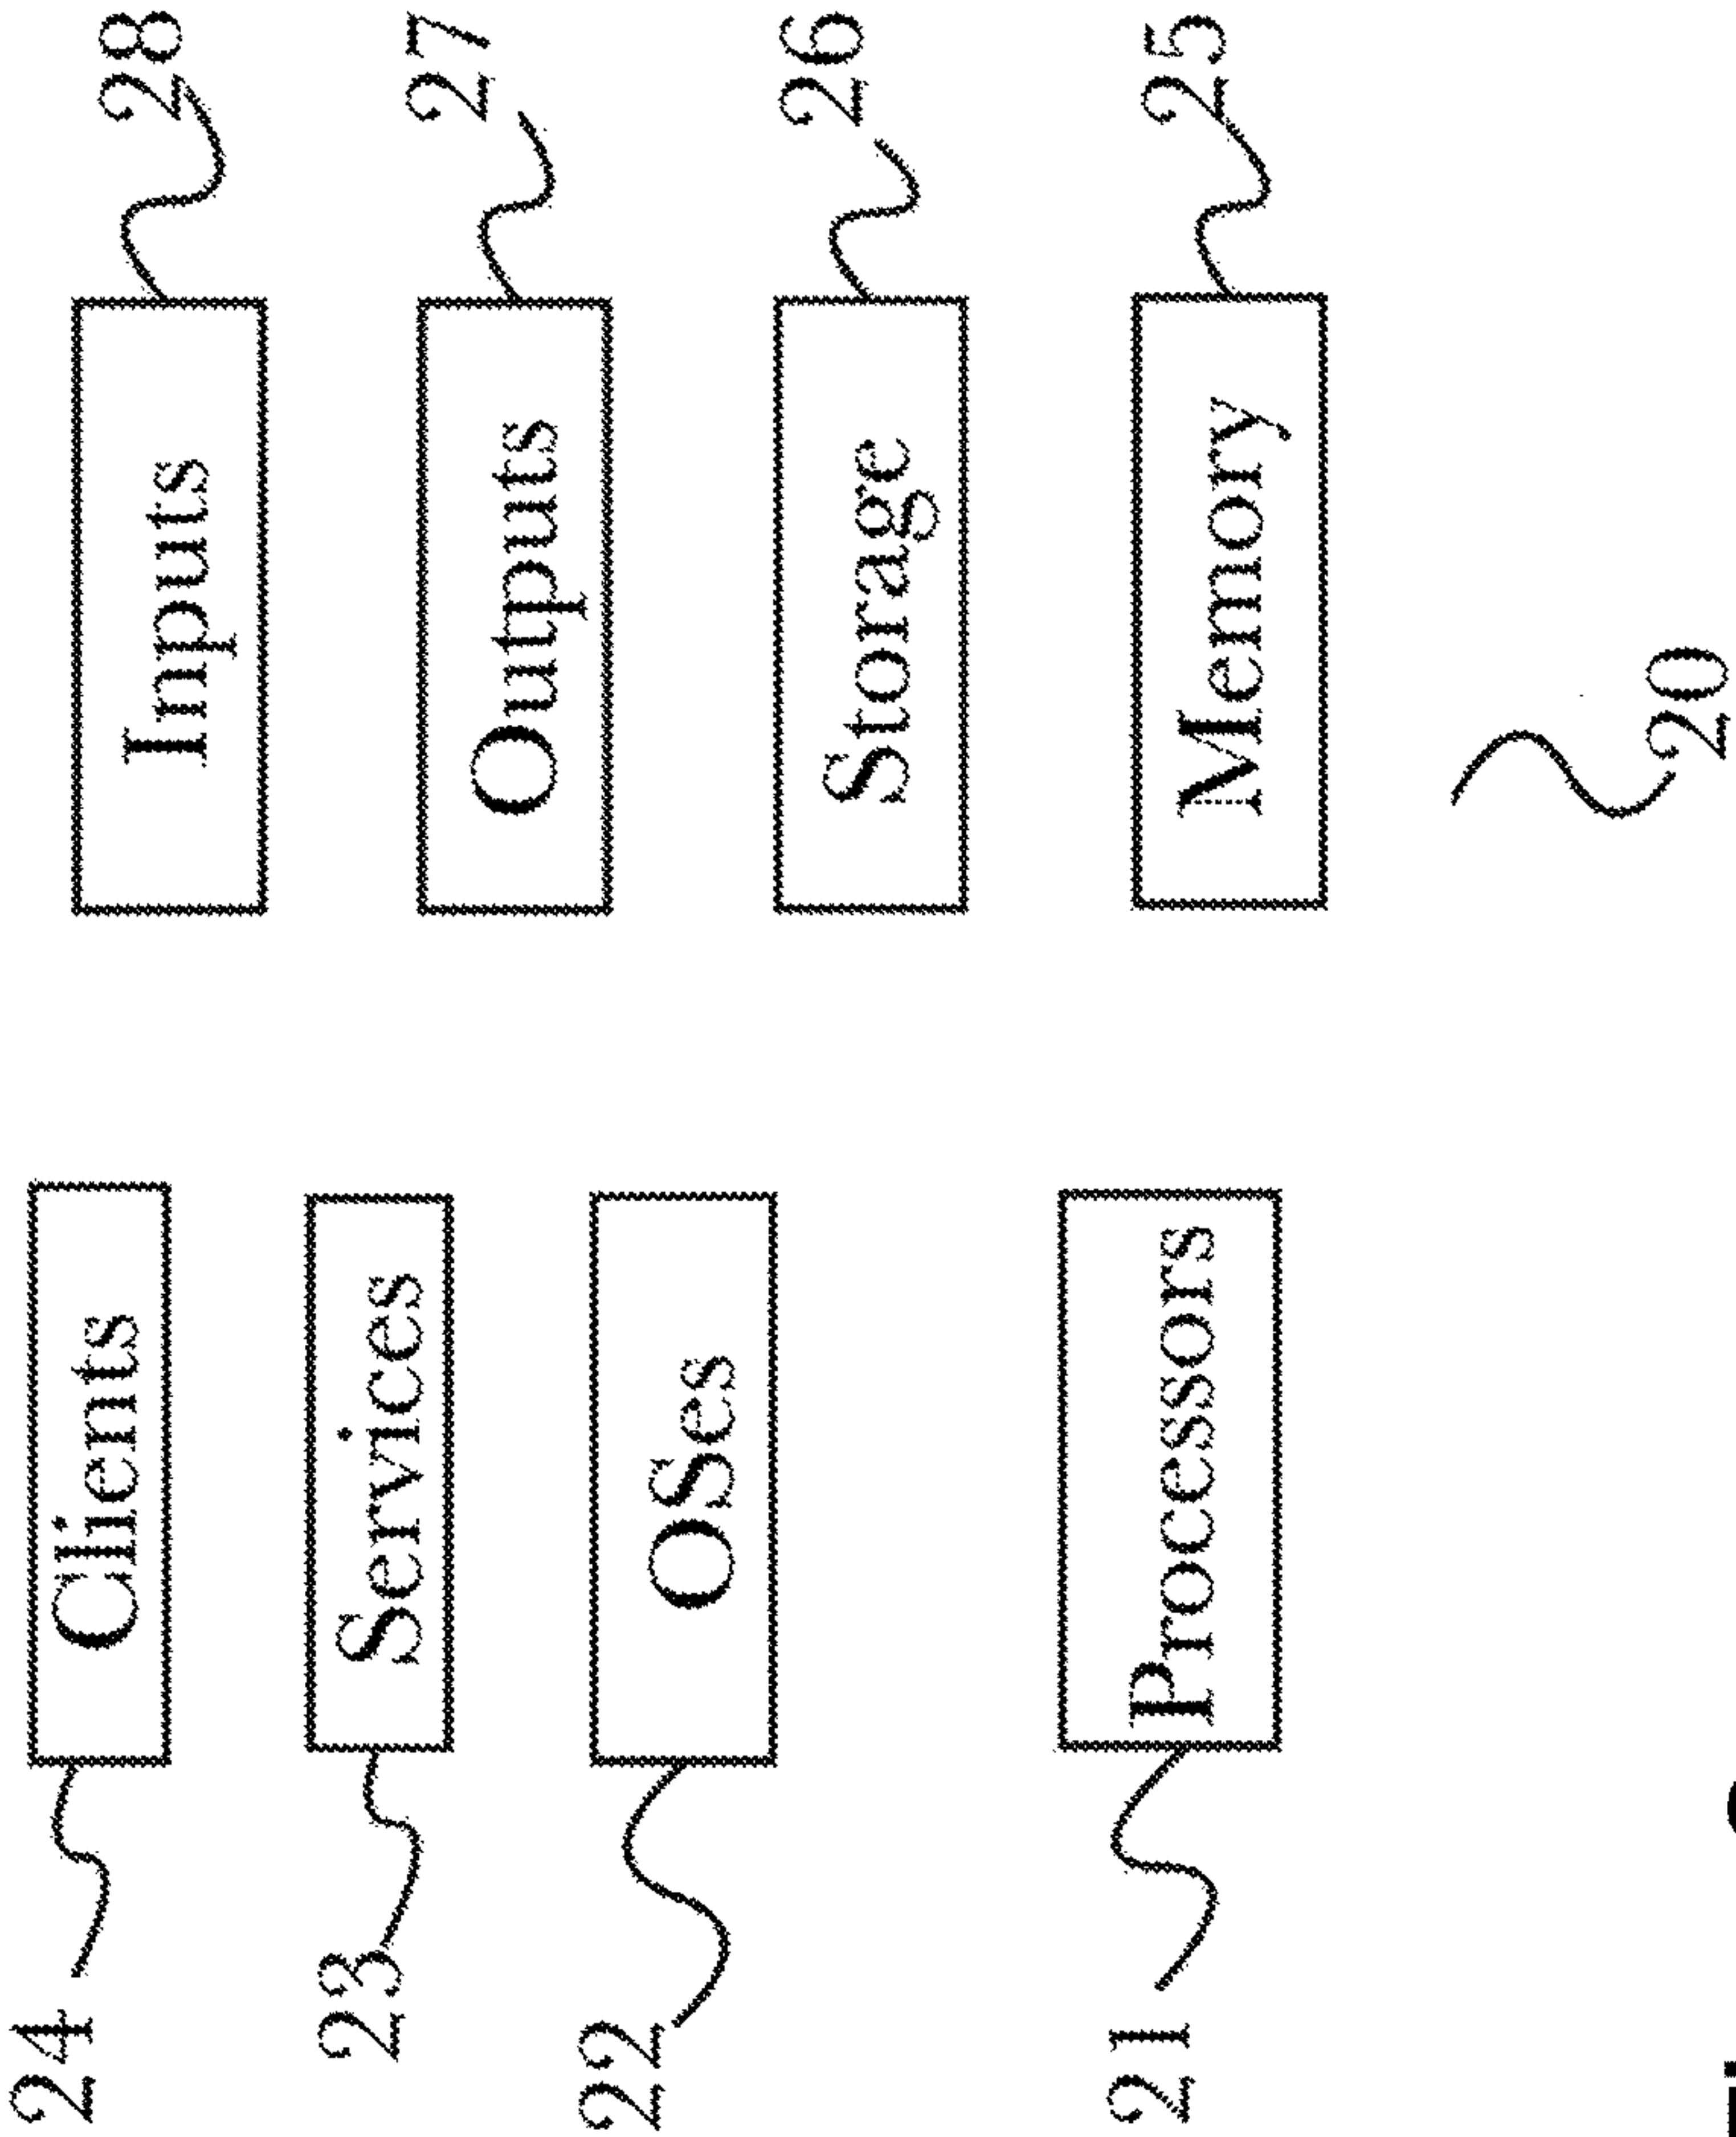 24 Clients Inputs 28
23 Services Outputs 27
22 OSes Storage 26
21 Processors Memory 25
20